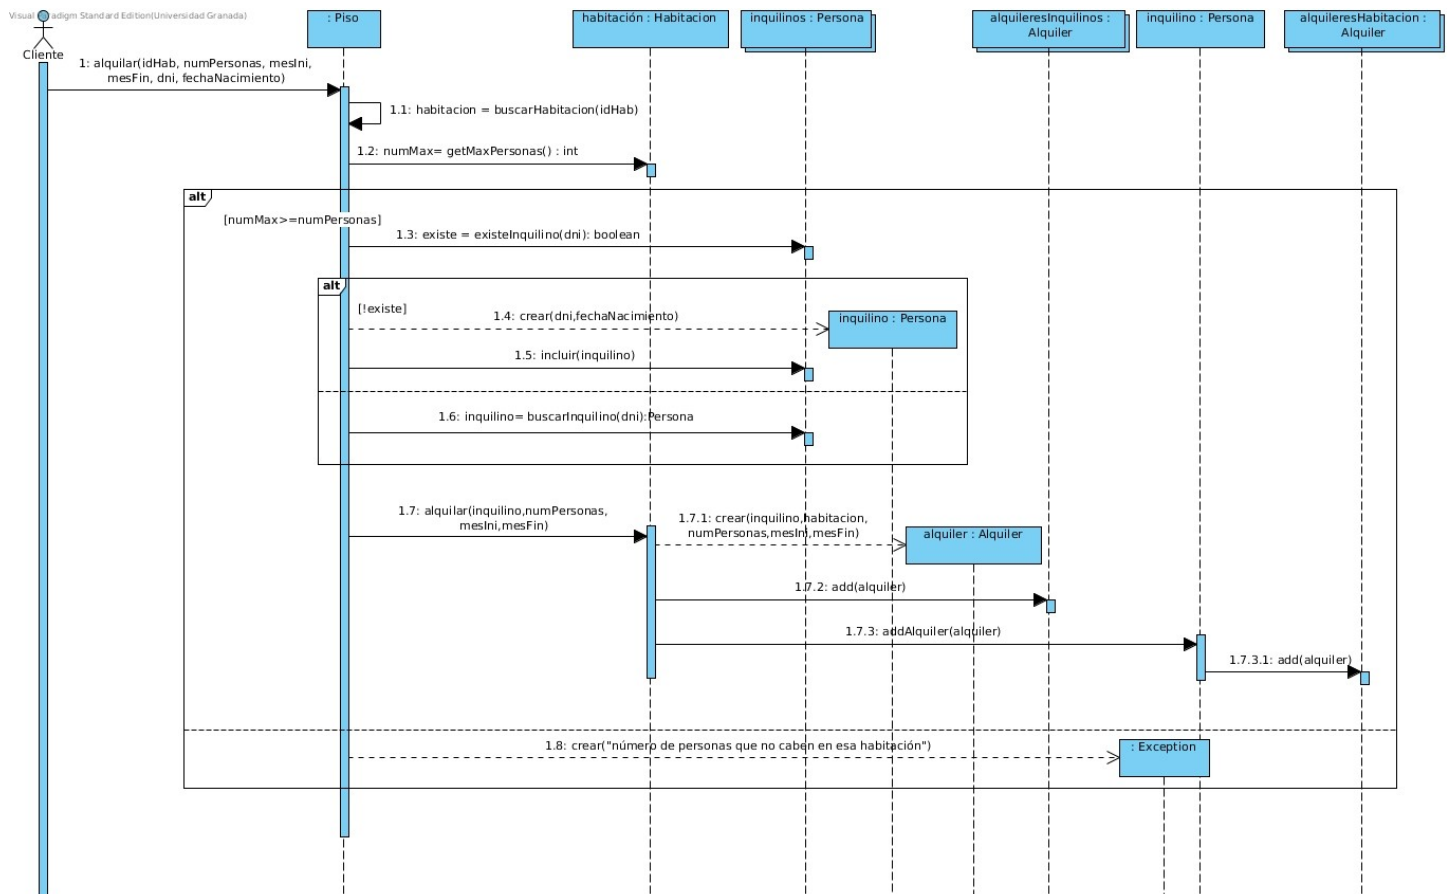 Visual Paradigm Standard Edition(Universidad Granada)
Cliente
: Piso
habitación : Habitacion
inquilinos : Persona
alquileresInquilinos :
Alquiler
inquilino : Persona
alquileresHabitacion :
Alquiler
1: alquilar(idHab, numPersonas, mesIni,
mesFin, dni, fechaNacimiento)
1.1: habitacion = buscarHabitacion(idHab)
1.2: numMax= getMaxPersonas() : int
alt
[numMax>=numPersonas]
1.3: existe = existeInquilino(dni): boolean
alt
[!existe]
1.4: crear(dni,fechaNacimiento)
inquilino : Persona
1.5: incluir(inquilino)
1.6: inquilino= buscarInquilino(dni):Persona
1.7: alquilar(inquilino,numPersonas,
mesIni,mesFin)
1.7.1: crear(inquilino,habitacion,
numPersonas,mesIni,mesFin)
alquiler : Alquiler
1.7.2: add(alquiler)
1.7.3: addAlquiler(alquiler)
1.7.3.1: add(alquiler)
1.8: crear("número de personas que no caben en esa habitación")
: Exception